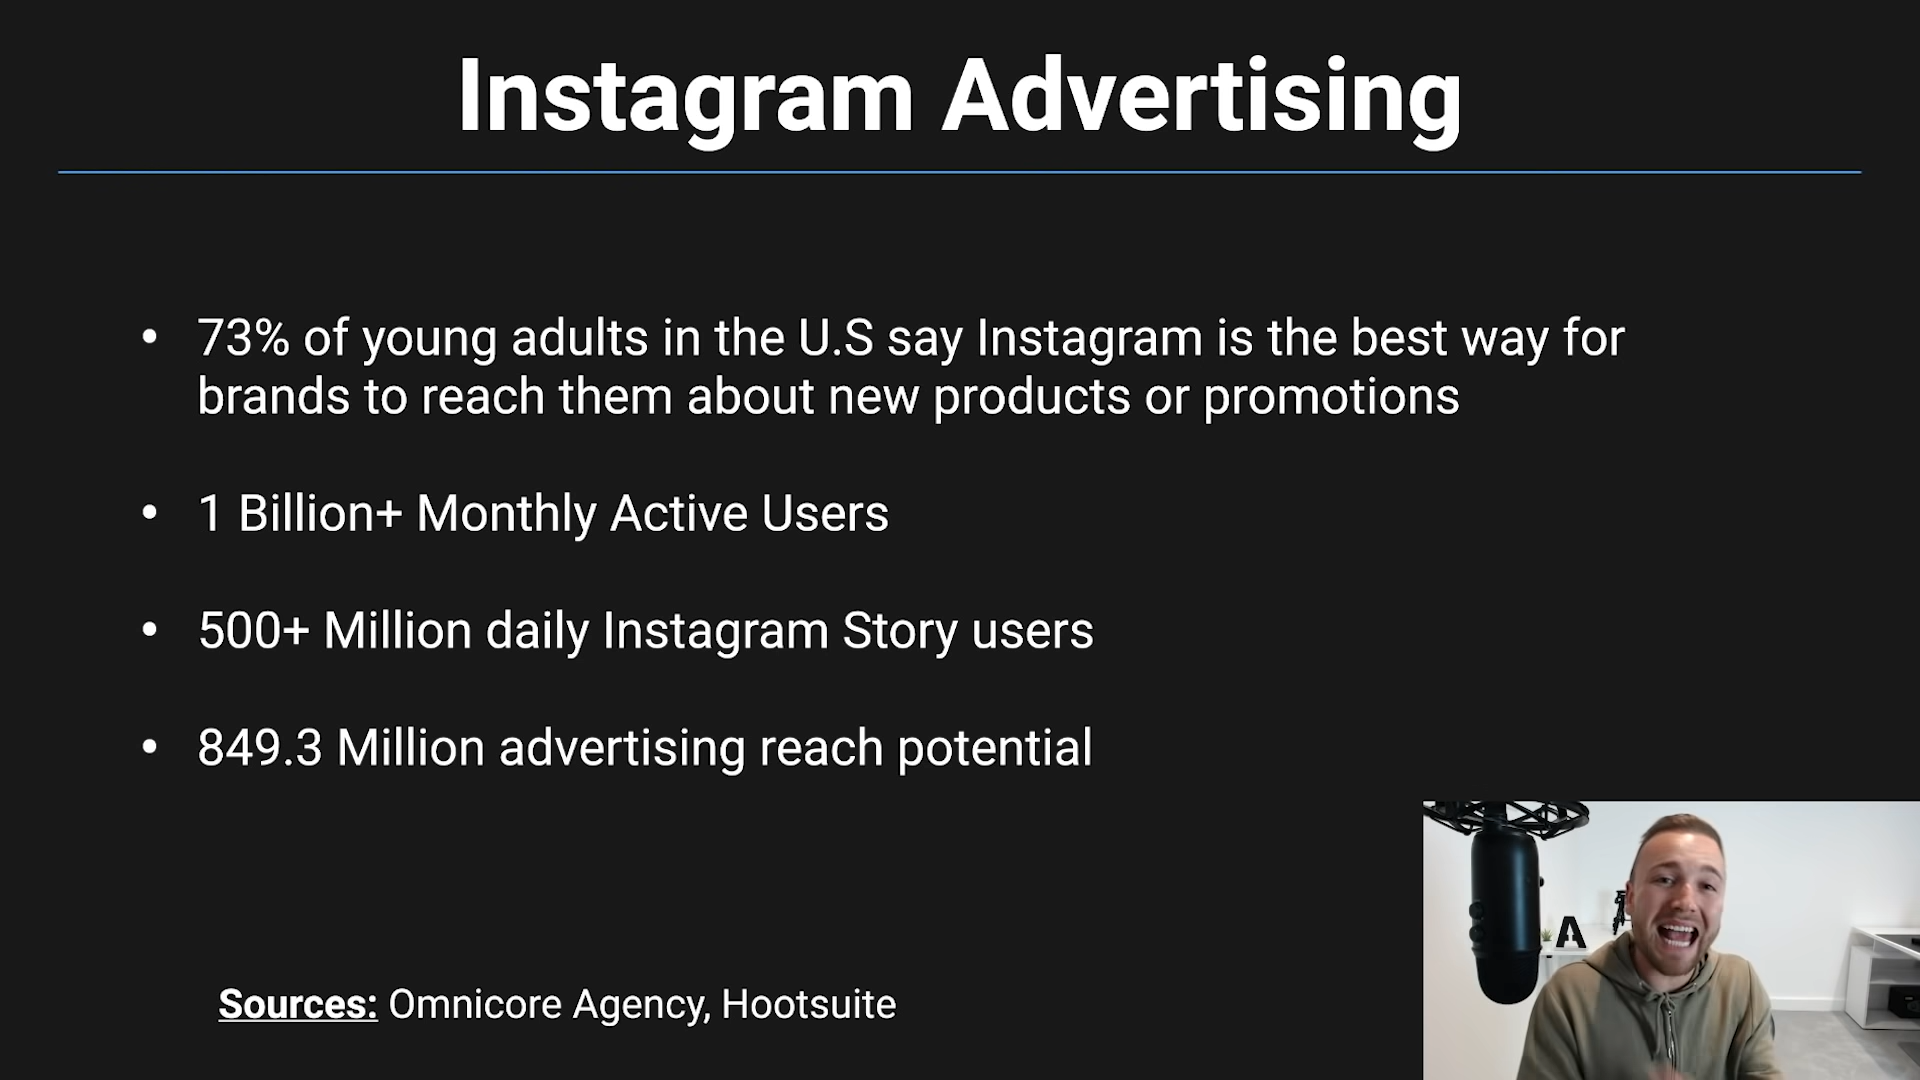 Instagram Advertising
• 73% of young adults in the U.S say Instagram is the best way for
brands to reach them about new products or promotions
• 1 Billion+ Monthly Active Users
• 500+ Million daily Instagram Story users
• 849.3 Million advertising reach potential
A
Sources: Omnicore Agency, Hootsuite